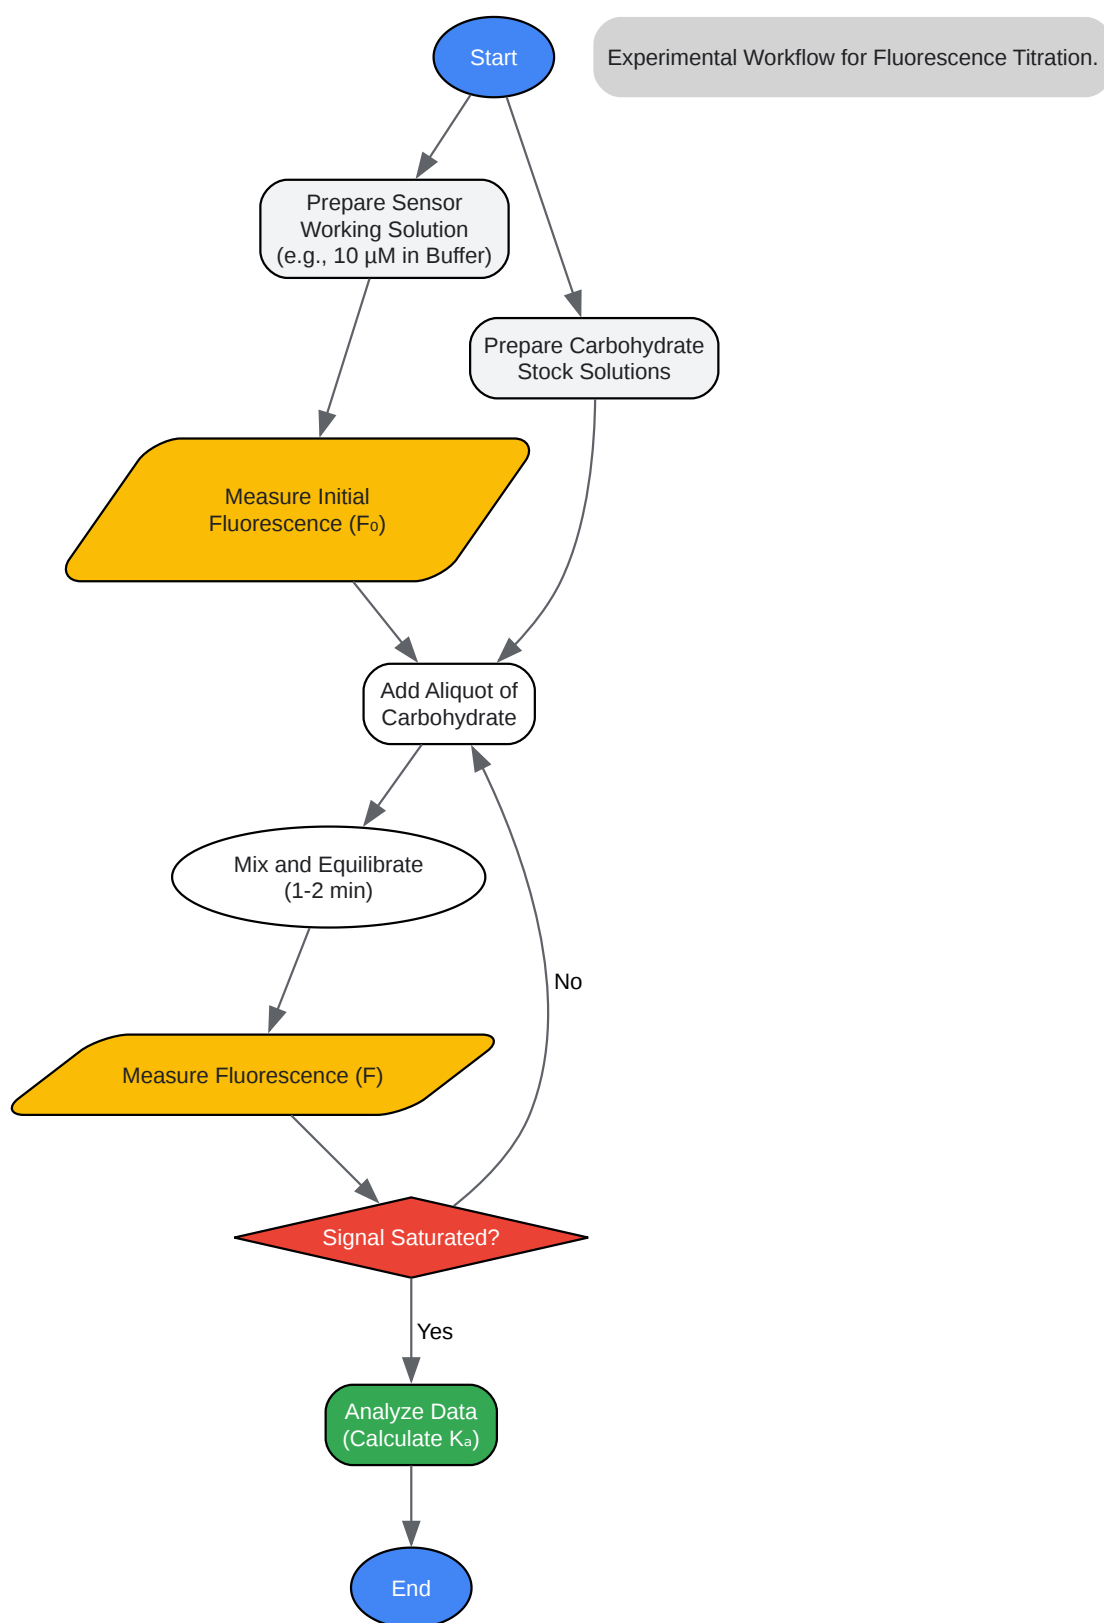 Start
Experimental Workflow for Fluorescence Titration.
Prepare Sensor
Working Solution
(e.g., 10 µM in Buffer)
Prepare Carbohydrate
Stock Solutions
Measure Initial
Fluorescence (F₀)
Add Aliquot of
Carbohydrate
Mix and Equilibrate
(1-2 min)
No
Measure Fluorescence (F)
Signal Saturated?
Yes
Analyze Data
(Calculate Kₐ)
End